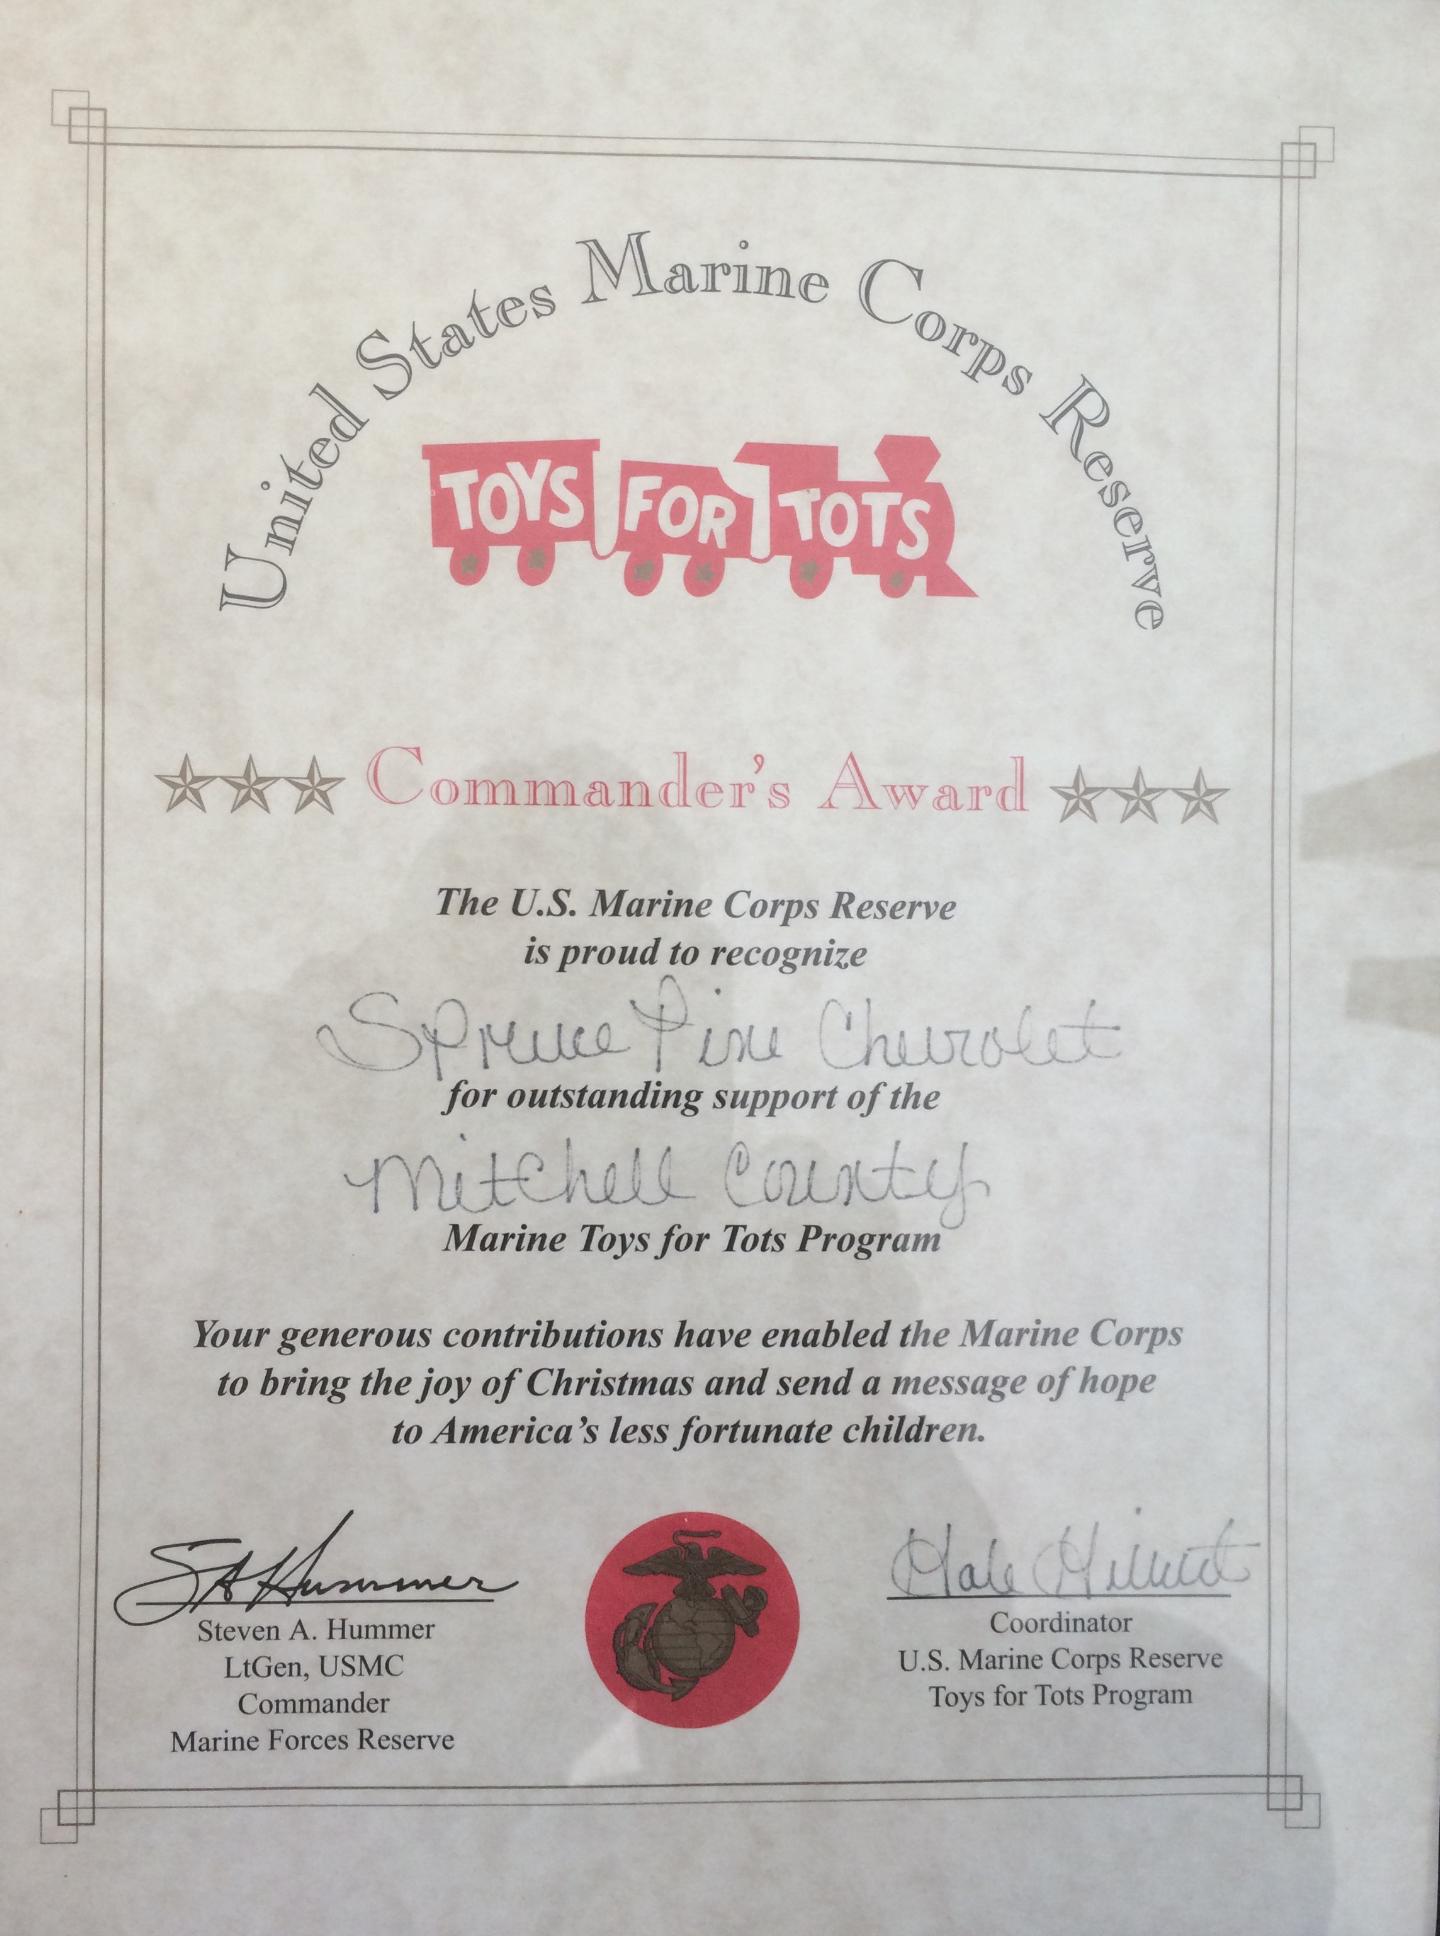 United States Marine Corps Reserve
TOYS FOR TOTS
Commander's Award
The U.S. Marine Corps Reserve
is proud to recognize
Spruce Pine Chevrolet
for outstanding support of the
Mitchell County
Marine Toys for Tots Program
Your generous contributions have enabled the Marine Corps
to bring the joy of Christmas and send a message of hope
to America's less fortunate children.
SA Hummer
Steven A. Hummer
LtGen, USMC
Commander
Marine Forces Reserve
Coordinator
U.S. Marine Corps Reserve
Toys for Tots Program